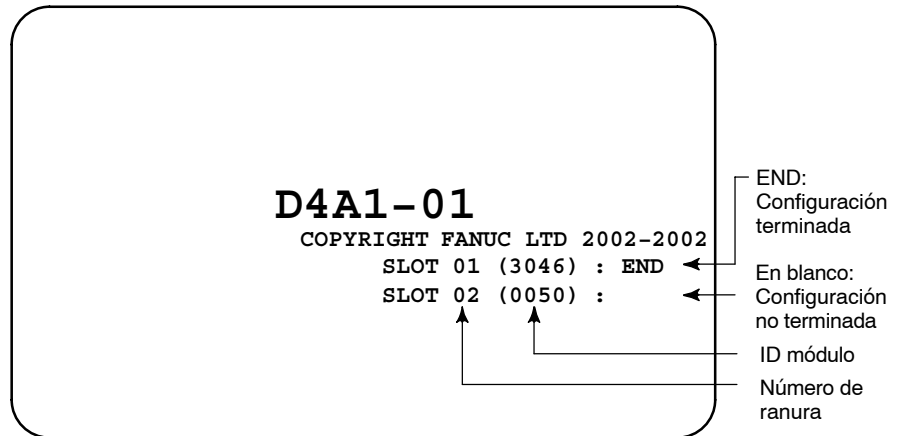 D4A1-01
COPYRIGHT FANUC LTD 2002-2002
SLOT 01 (3046) : END
SLOT 02 (0050) :
END:
Configuración
terminada
En blanco:
Configuración
no terminada
ID módulo
Número de
ranura